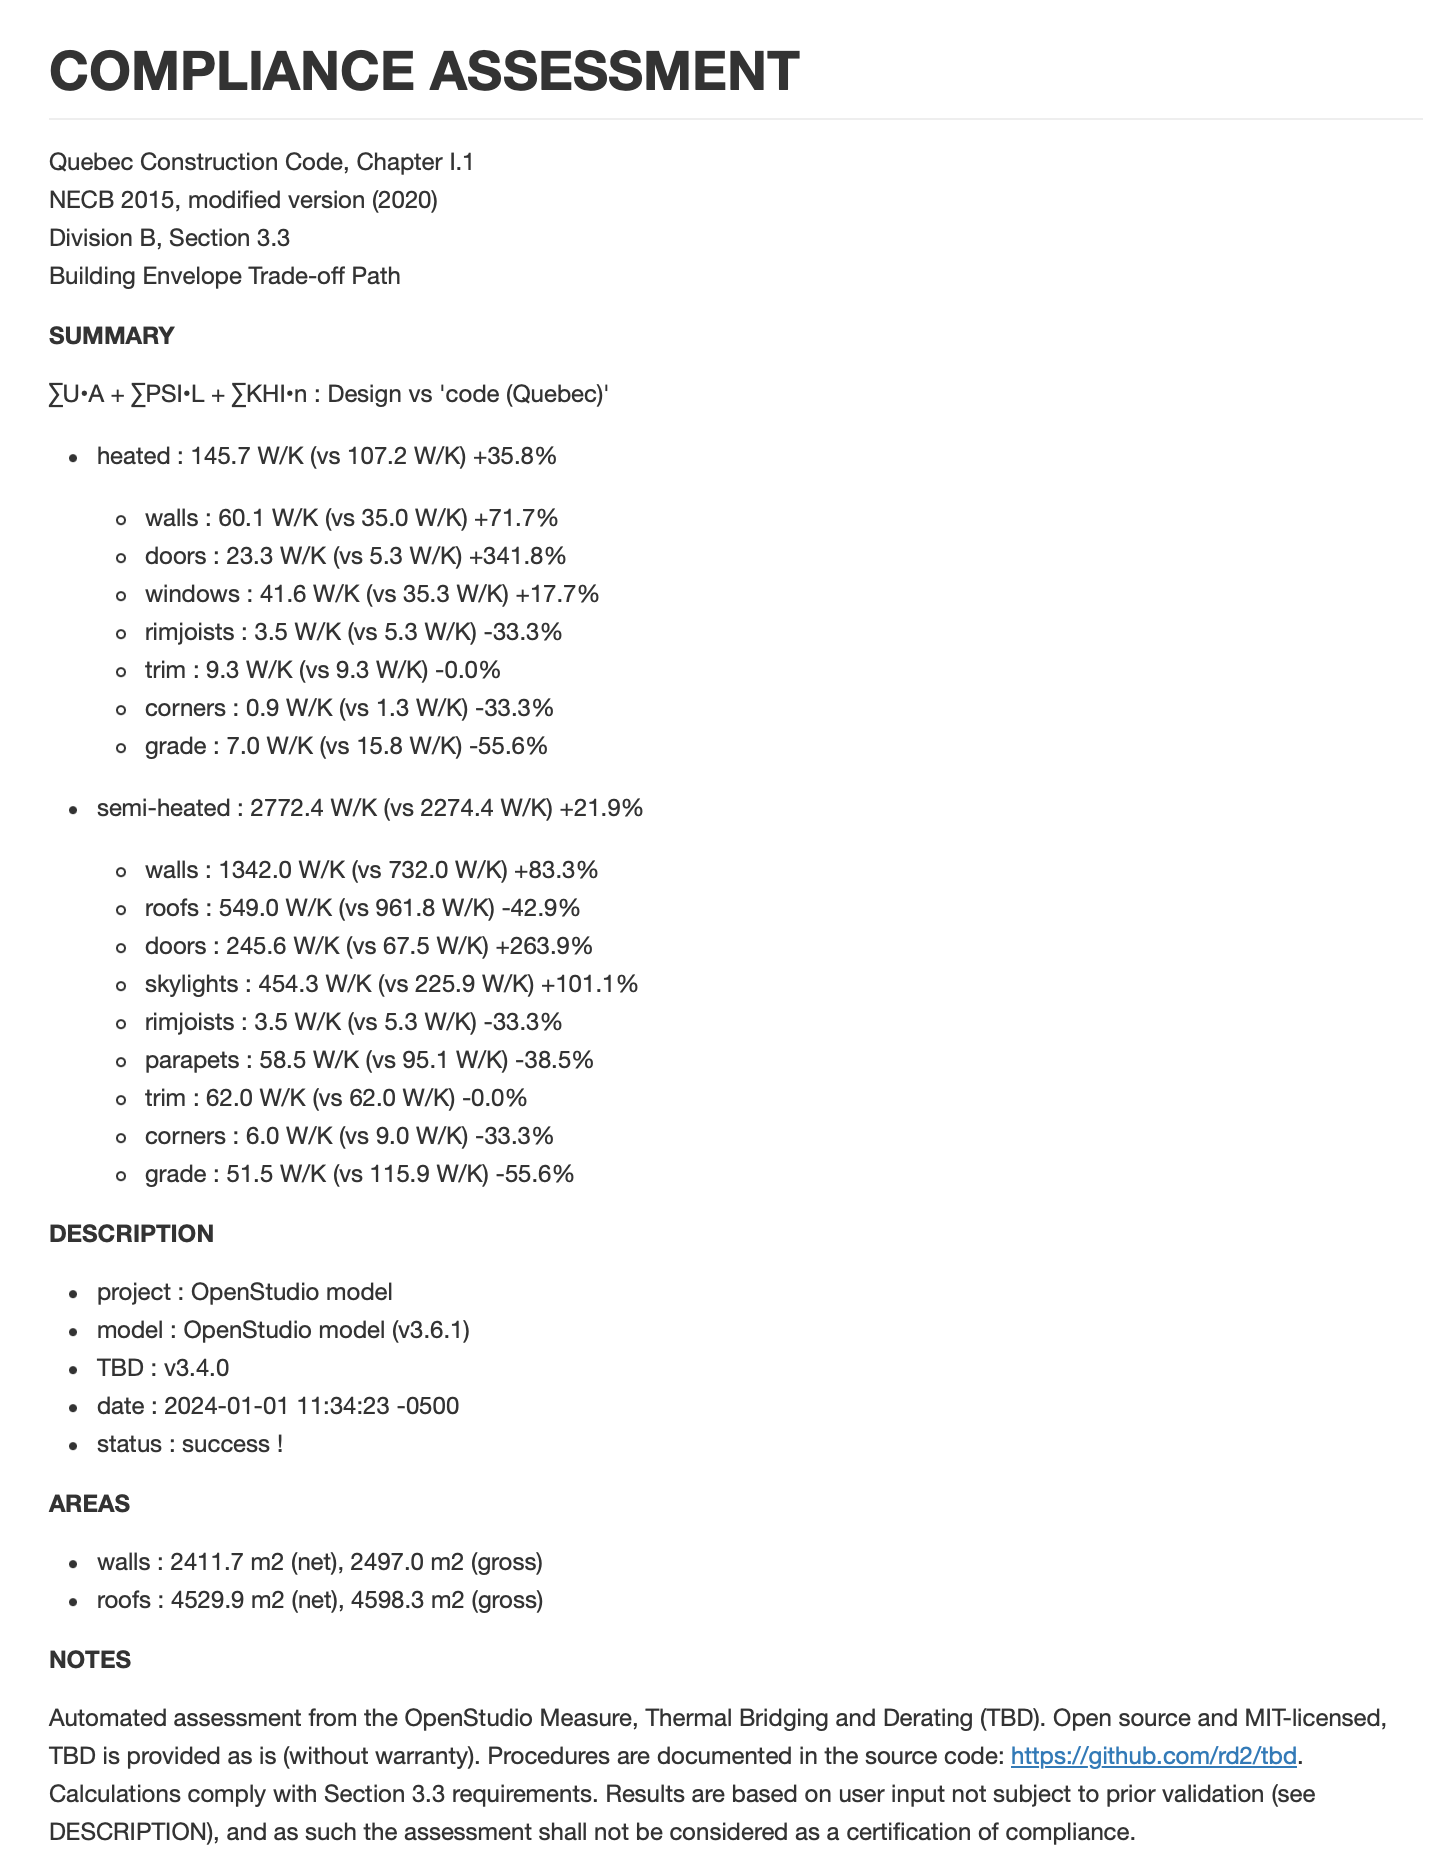 COMPLIANCE ASSESSMENT
Quebec Construction Code, Chapter I.1
NECB 2015, modified version (2020)
Division B, Section 3.3
Building Envelope Trade-off Path
SUMMARY
∑U•A + ∑PSI•L + ∑KHI•n : Design vs 'code (Quebec)'
• heated : 145.7 W/K (vs 107.2 W/K) +35.8%
◦ walls : 60.1 W/K (vs 35.0 W/K) +71.7%
◦ doors : 23.3 W/K (vs 5.3 W/K) +341.8%
◦ windows : 41.6 W/K (vs 35.3 W/K) +17.7%
◦ rimjoists : 3.5 W/K (vs 5.3 W/K) -33.3%
◦ trim : 9.3 W/K (vs 9.3 W/K) -0.0%
◦ corners : 0.9 W/K (vs 1.3 W/K) -33.3%
◦ grade : 7.0 W/K (vs 15.8 W/K) -55.6%
• semi-heated : 2772.4 W/K (vs 2274.4 W/K) +21.9%
◦ walls : 1342.0 W/K (vs 732.0 W/K) +83.3%
◦ roofs : 549.0 W/K (vs 961.8 W/K) -42.9%
◦ doors : 245.6 W/K (vs 67.5 W/K) +263.9%
◦ skylights : 454.3 W/K (vs 225.9 W/K) +101.1%
◦ rimjoists : 3.5 W/K (vs 5.3 W/K) -33.3%
◦ parapets : 58.5 W/K (vs 95.1 W/K) -38.5%
◦ trim : 62.0 W/K (vs 62.0 W/K) -0.0%
◦ corners : 6.0 W/K (vs 9.0 W/K) -33.3%
◦ grade : 51.5 W/K (vs 115.9 W/K) -55.6%
DESCRIPTION
• project : OpenStudio model
• model : OpenStudio model (v3.6.1)
• TBD : v3.4.0
• date : 2024-01-01 11:34:23 -0500
• status : success !
AREAS
• walls : 2411.7 m2 (net), 2497.0 m2 (gross)
• roofs : 4529.9 m2 (net), 4598.3 m2 (gross)
NOTES
Automated assessment from the OpenStudio Measure, Thermal Bridging and Derating (TBD). Open source and MIT-licensed,
TBD is provided as is (without warranty). Procedures are documented in the source code: https://github.com/rd2/tbd.
Calculations comply with Section 3.3 requirements. Results are based on user input not subject to prior validation (see
DESCRIPTION), and as such the assessment shall not be considered as a certification of compliance.